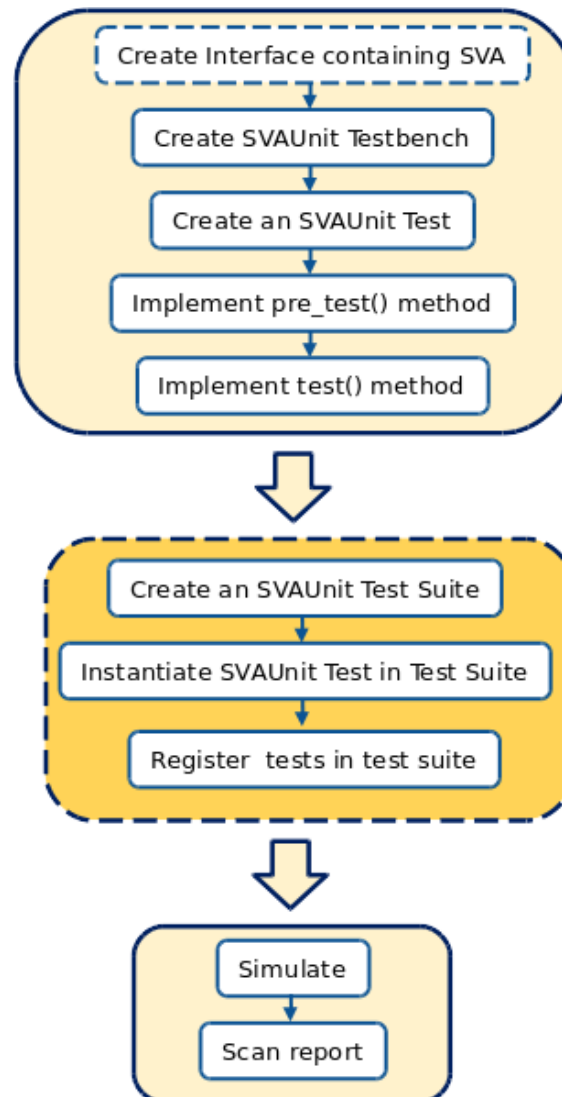 Create Interface containing SVA
Create SVAUnit Testbench
Create an SVAUnit Test
Implement pre_test() method
Implement test() method
Create an SVAUnit Test Suite
Instantiate SVAUnit Test in Test Suite
Register tests in test suite
Simulate
Scan report